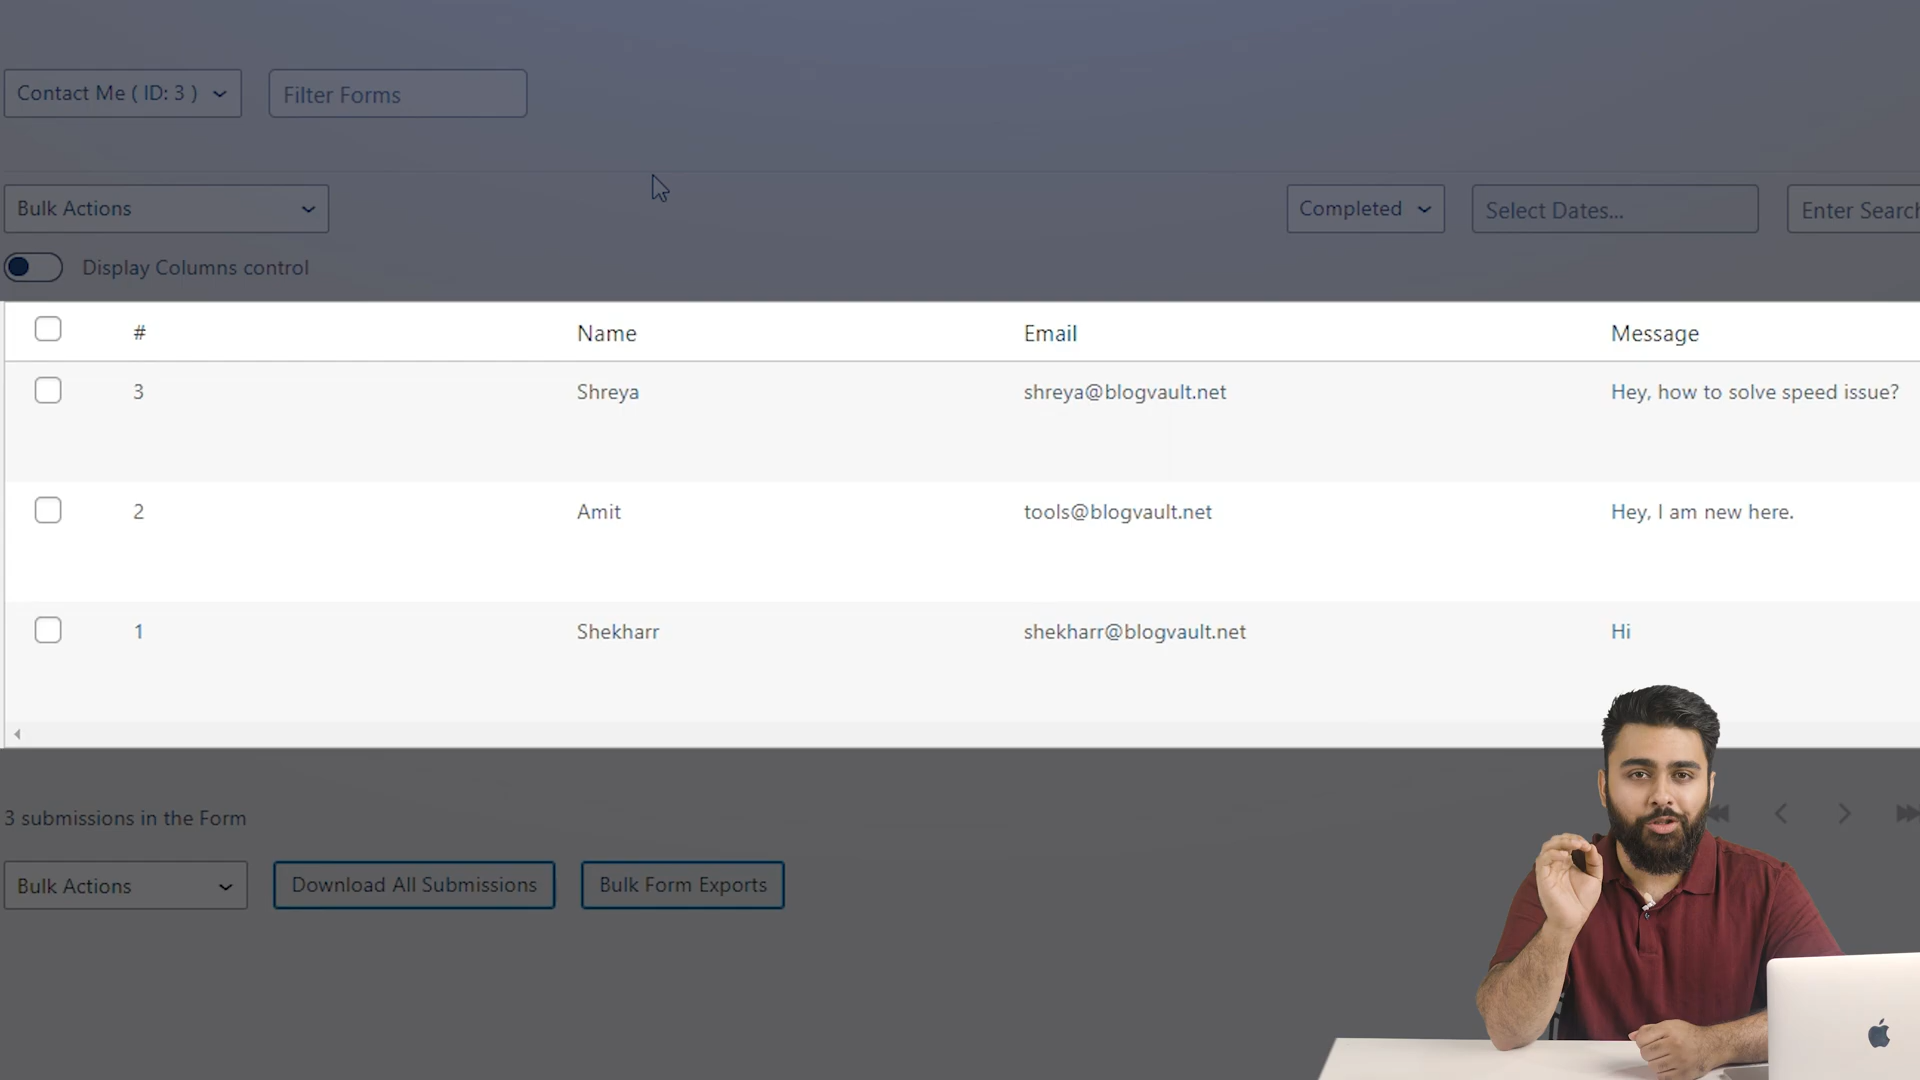 Contact Me ( ID: 3 ) Filter Forms
Bulk Actions Completed Select Dates... Enter Search
Display Columns control
# Name Email Message
3 Shreya shreya@blogvault.net Hey, how to solve speed issue?
2 Amit tools@blogvault.net Hey, I am new here.
1 Shekharr shekharr@blogvault.net Hi
3 submissions in the Form
Bulk Actions Download All Submissions Bulk Form Exports